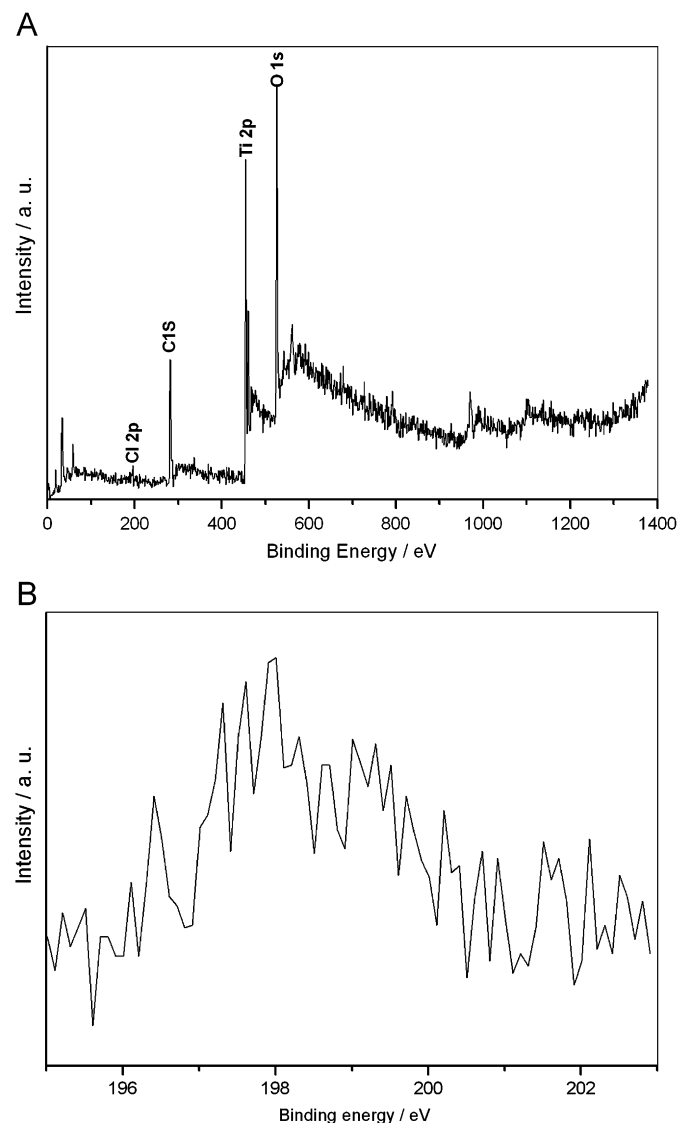 A
O 1s
Ti 2p
C1S
Cl 2p
Intensity / a. u.
0 200 400 600 800 1000 1200 1400
Binding Energy / eV
B
Intensity / a. u.
196 198 200 202
Binding energy / eV